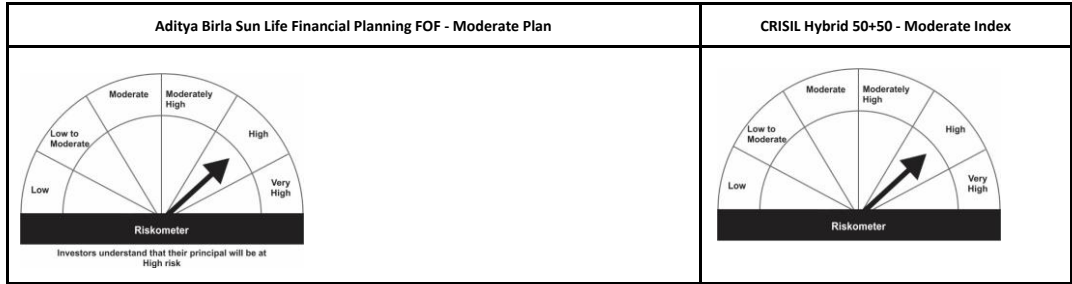 Aditya Birla Sun Life Financial Planning FOF - Moderate Plan
Moderate
Moderately
High
Low to
Moderate
High
Low
Very
High
Riskometer
Investors understand that their principal will be at
High risk
CRISIL Hybrid 50+50 - Moderate Index
Moderate
Moderately
High
Low to
Moderate
High
Low
Very
High
Riskometer